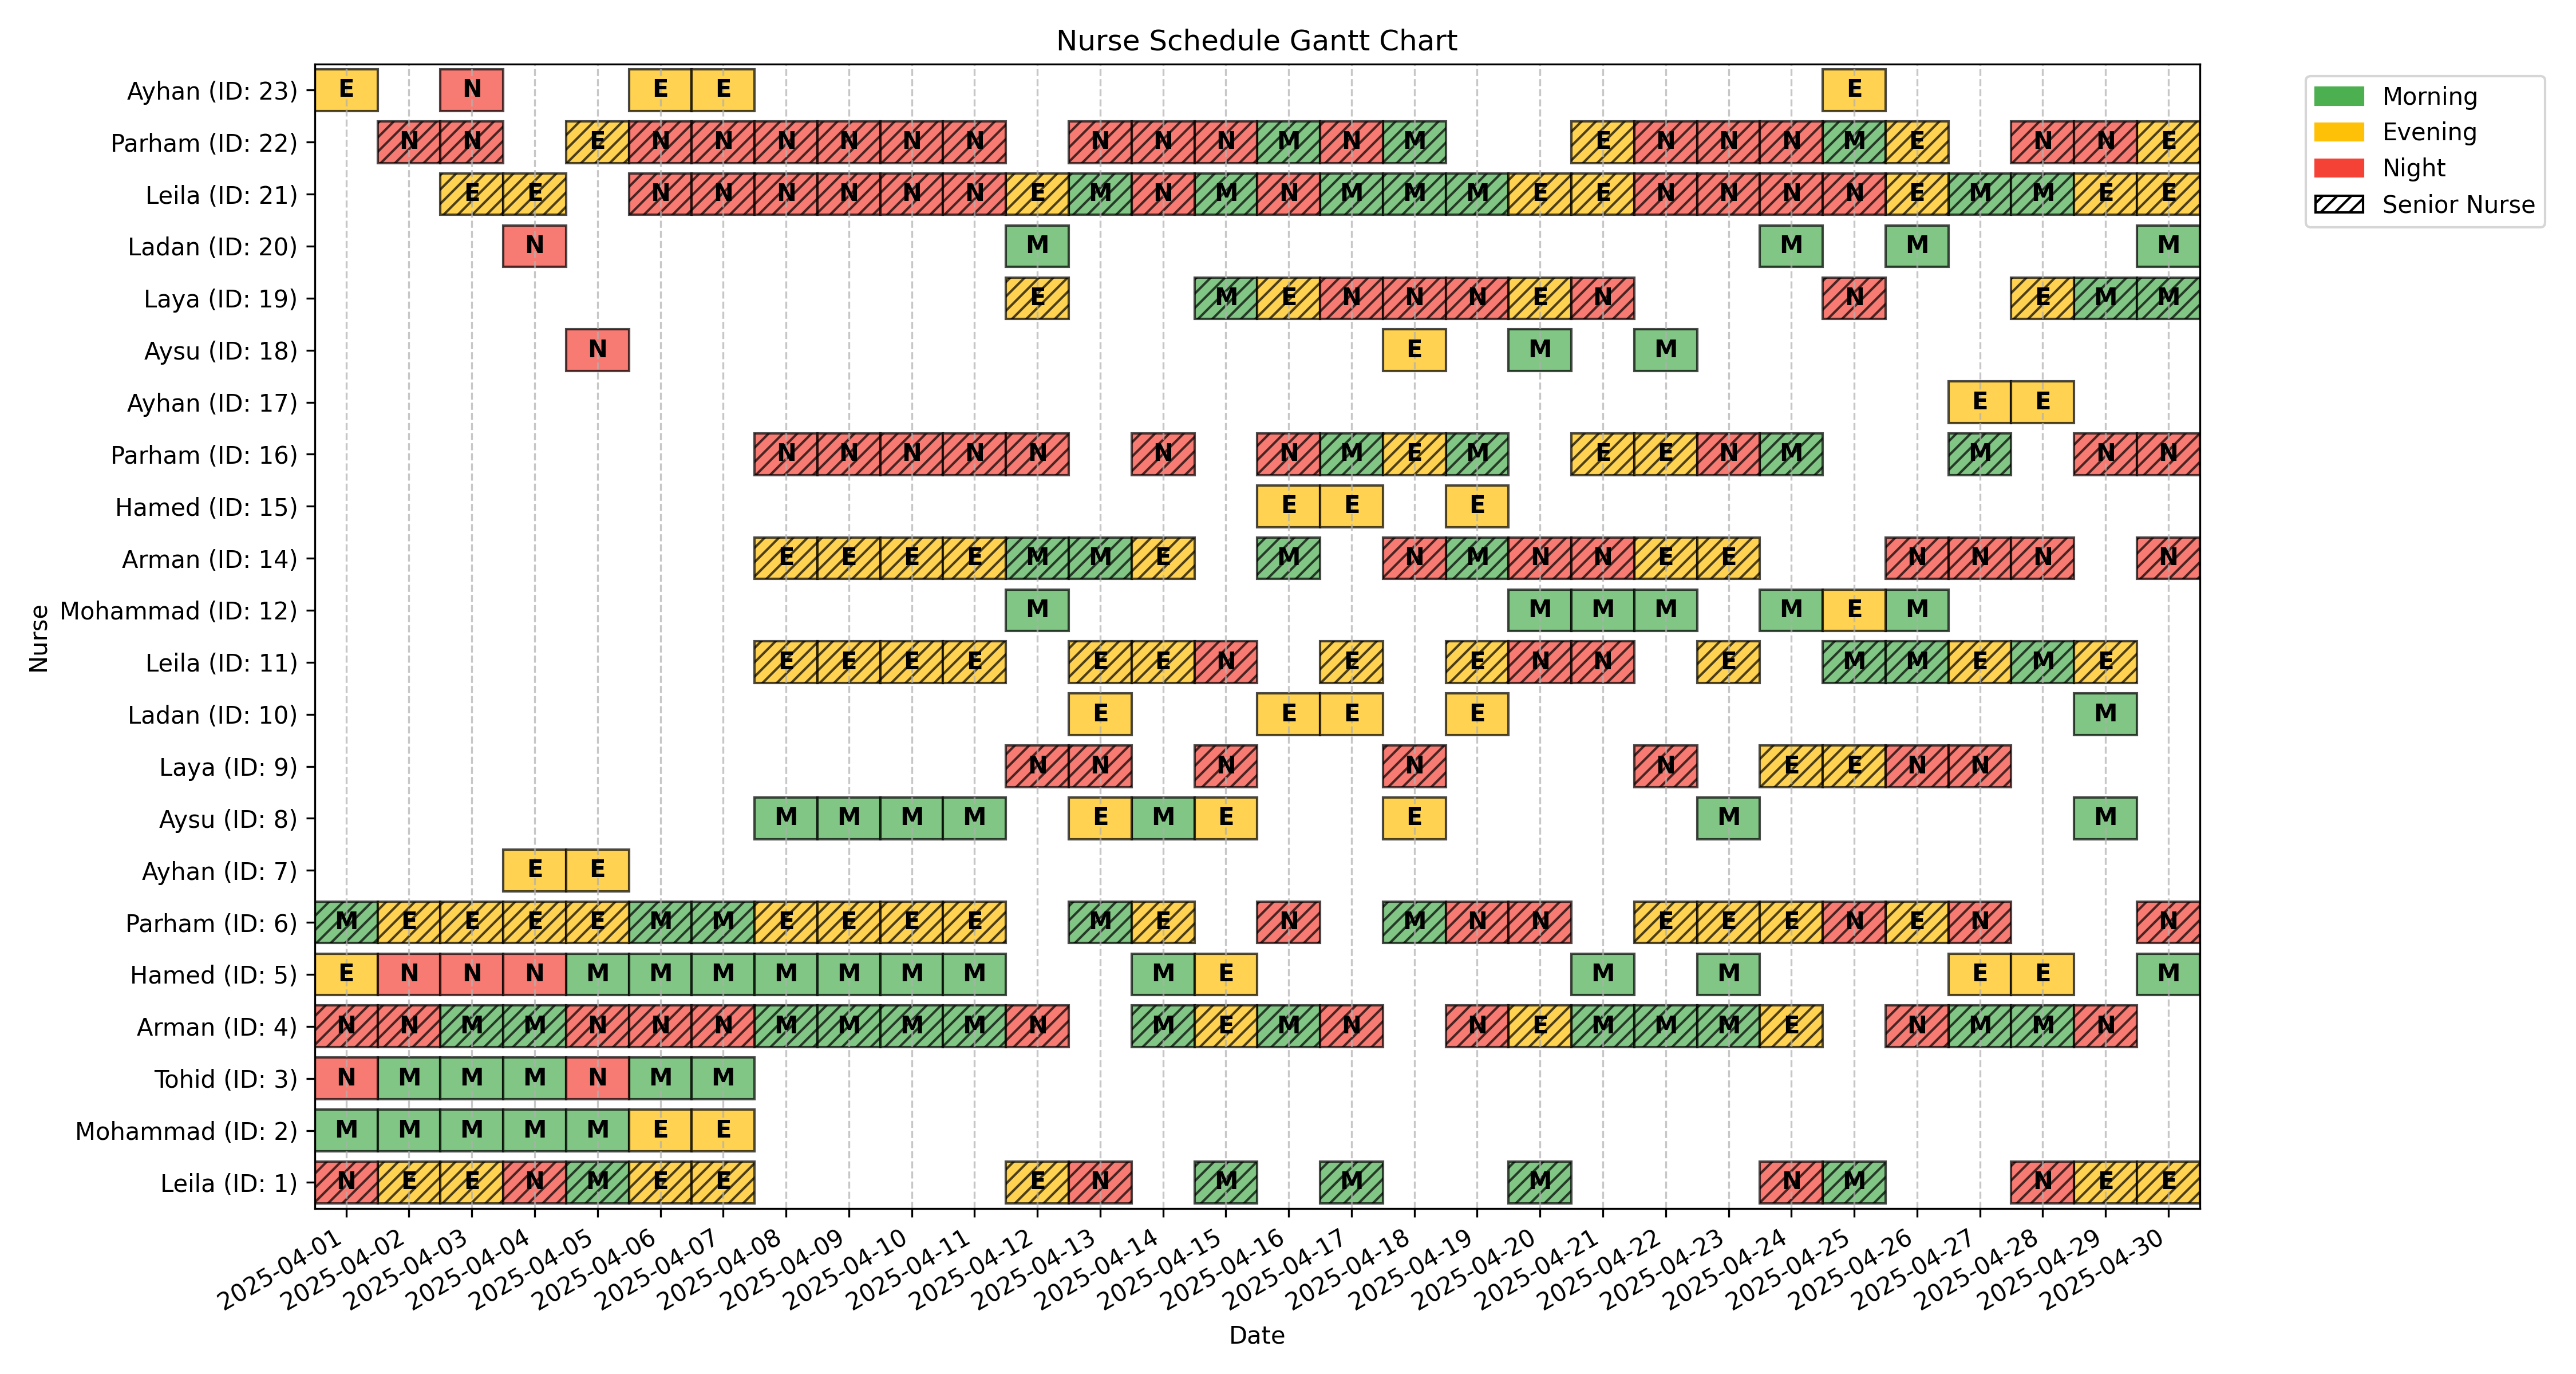 Nurse Schedule Gantt Chart
Ayhan (ID: 23) E N E E E
Parham (ID: 22) N N E N N N N N N N N N M N M E N N N M E N N E
Leila (ID: 21) E E N N N N N N E M N M N M M M E E N N N N E M M E E
Ladan (ID: 20) N M M M M
Laya (ID: 19) E M E N N N E N N E M M
Aysu (ID: 18) N E M M
Ayhan (ID: 17) E E
Parham (ID: 16) N N N N N N N M E M E E N M M N N
Hamed (ID: 15) E E E
Arman (ID: 14) E E E E M M E M N M N N E E N N N N
Mohammad (ID: 12) M M M M M E M
Leila (ID: 11) E E E E E E N E E N N E M M E M E
Ladan (ID: 10) E E E E M
Laya (ID: 9) N N N N N E E N N
Aysu (ID: 8) M M M M E M E E M M
Ayhan (ID: 7) E E
Parham (ID: 6) M E E E E M M E E E E M E N M N N E E E N E N N
Hamed (ID: 5) E N N N M M M M M M M M E M M E E M
Arman (ID: 4) N N M M N N N M M M M N M E M N N E M M M E N M M N
Tohid (ID: 3) N M M M N M M
Mohammad (ID: 2) M M M M M E E
Leila (ID: 1) N E E N M E E E N M M M N M N E E
Nurse
2025-04-01 2025-04-02 2025-04-03 2025-04-04 2025-04-05 2025-04-06 2025-04-07 2025-04-08 2025-04-09 2025-04-10 2025-04-11 2025-04-12 2025-04-13 2025-04-14 2025-04-15 2025-04-16 2025-04-17 2025-04-18 2025-04-19 2025-04-20 2025-04-21 2025-04-22 2025-04-23 2025-04-24 2025-04-25 2025-04-26 2025-04-27 2025-04-28 2025-04-29 2025-04-30
Date
Morning
Evening
Night
Senior Nurse